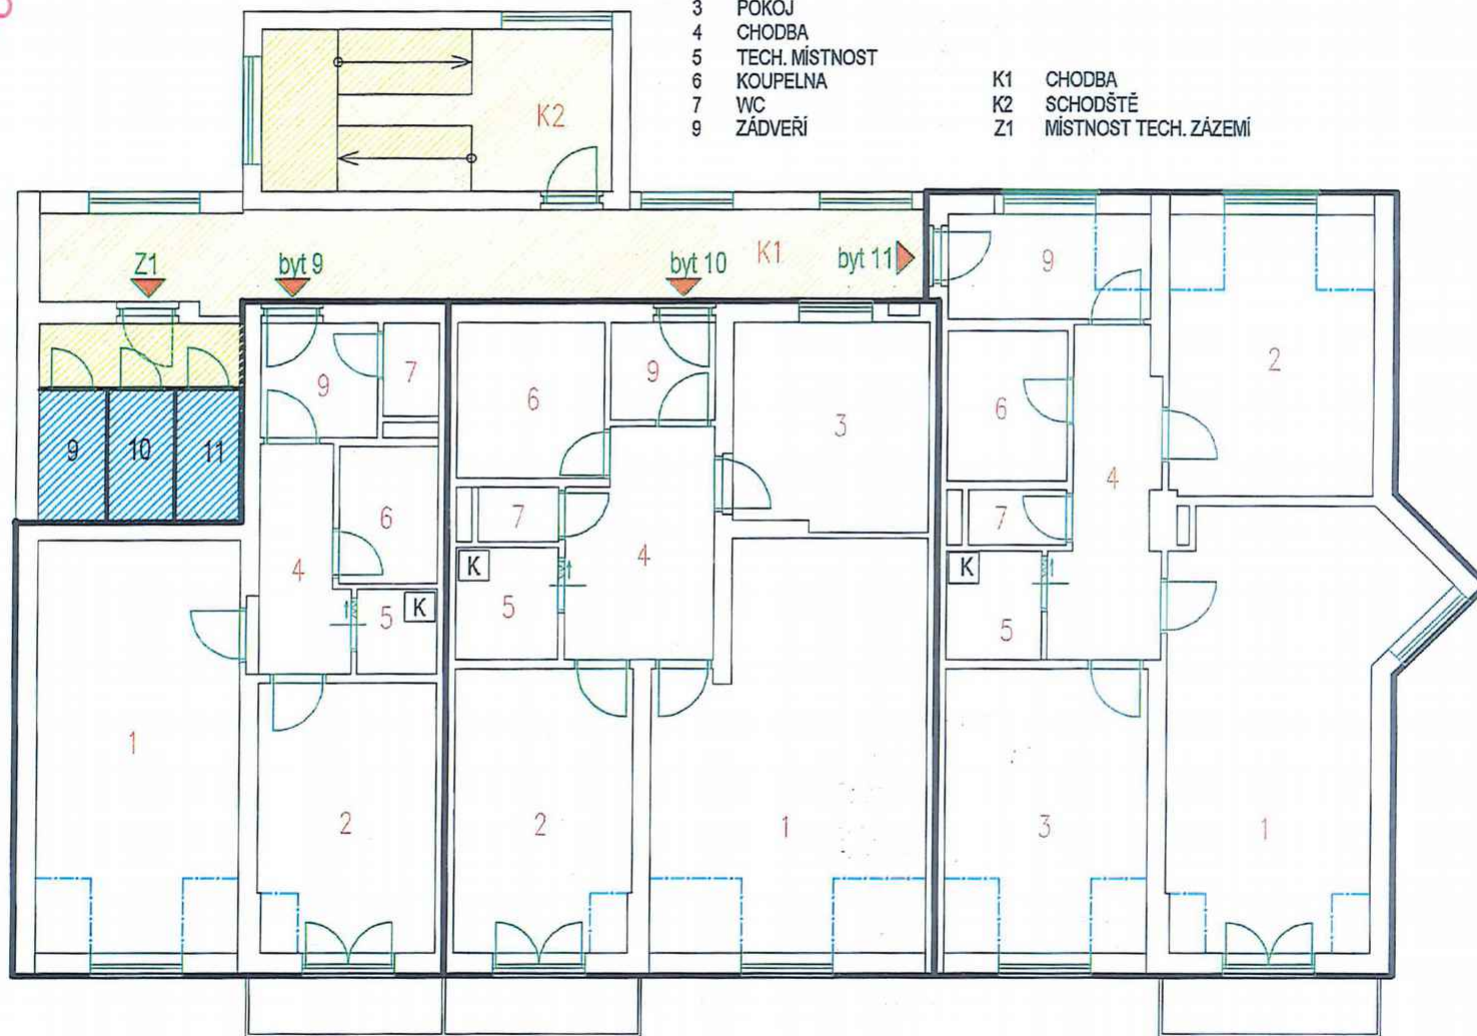 3 POKOJ
4 CHODBA
5 TECH. MÍSTNOST
6 KOUPELNA
7 WC
9 ZÁDVEŘÍ
K1 CHODBA
K2 SCHODŠTĚ
Z1 MÍSTNOST TECH. ZÁZEMÍ
K2
K1
Z1
byt 9
byt 10
byt 11
9
10
11
9
7
6
4
5
K
1
2
6
9
3
7
4
K
5
2
1
9
2
6
4
7
K
5
3
1